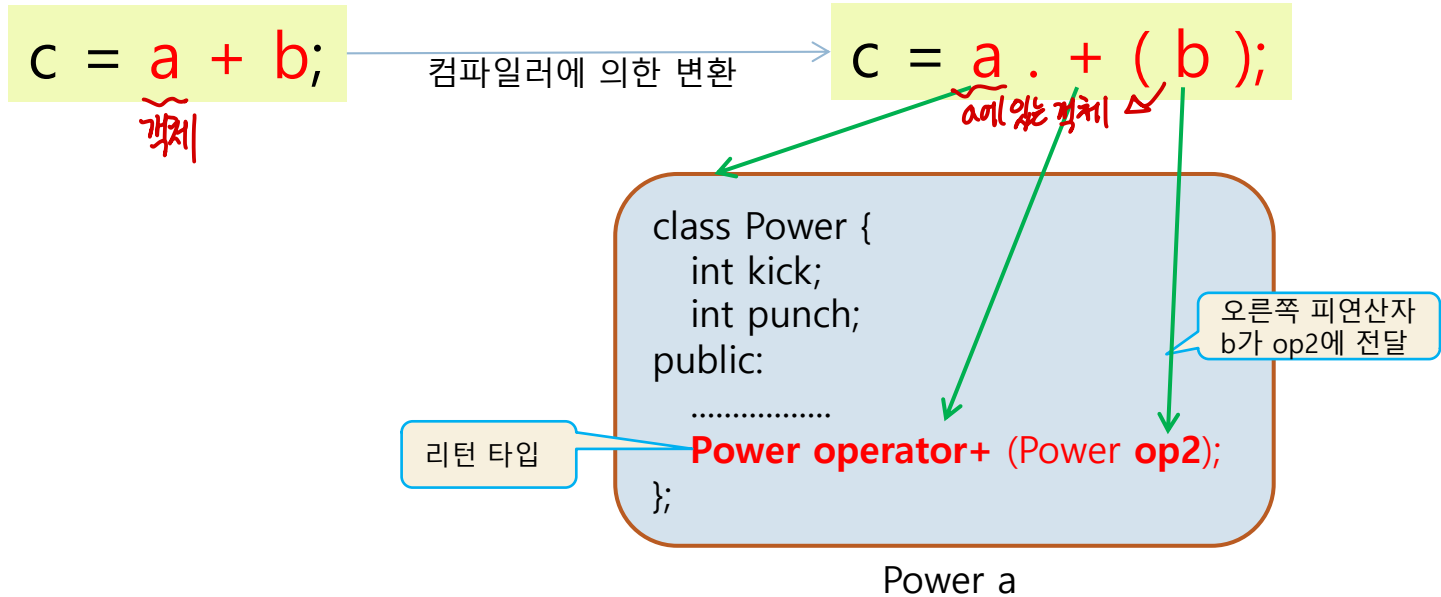 c = a + b;
컴파일러에 의한 변환
c = a . + ( b );
객체
a에 있는 객체
class Power {
int kick;
int punch;
public:
................
Power operator+ (Power op2);
};
오른쪽 피연산자
b가 op2에 전달
리턴 타입
Power a